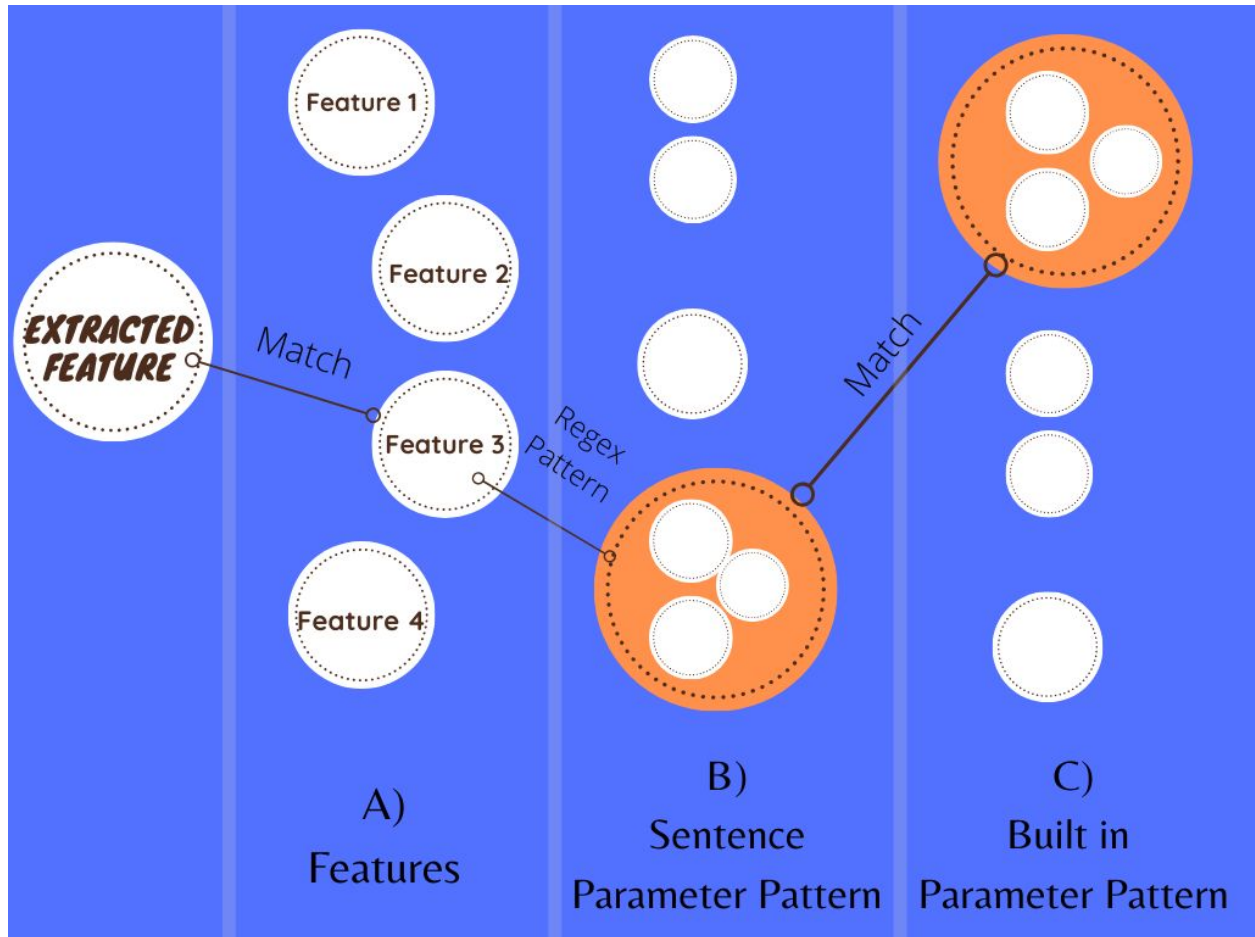 Feature 1
Feature 2
EXTRACTED
FEATURE
Match
Feature 3
Regex
Pattern
Match
Feature 4
A)
Features
B)
Sentence
Parameter Pattern
C)
Built in
Parameter Pattern